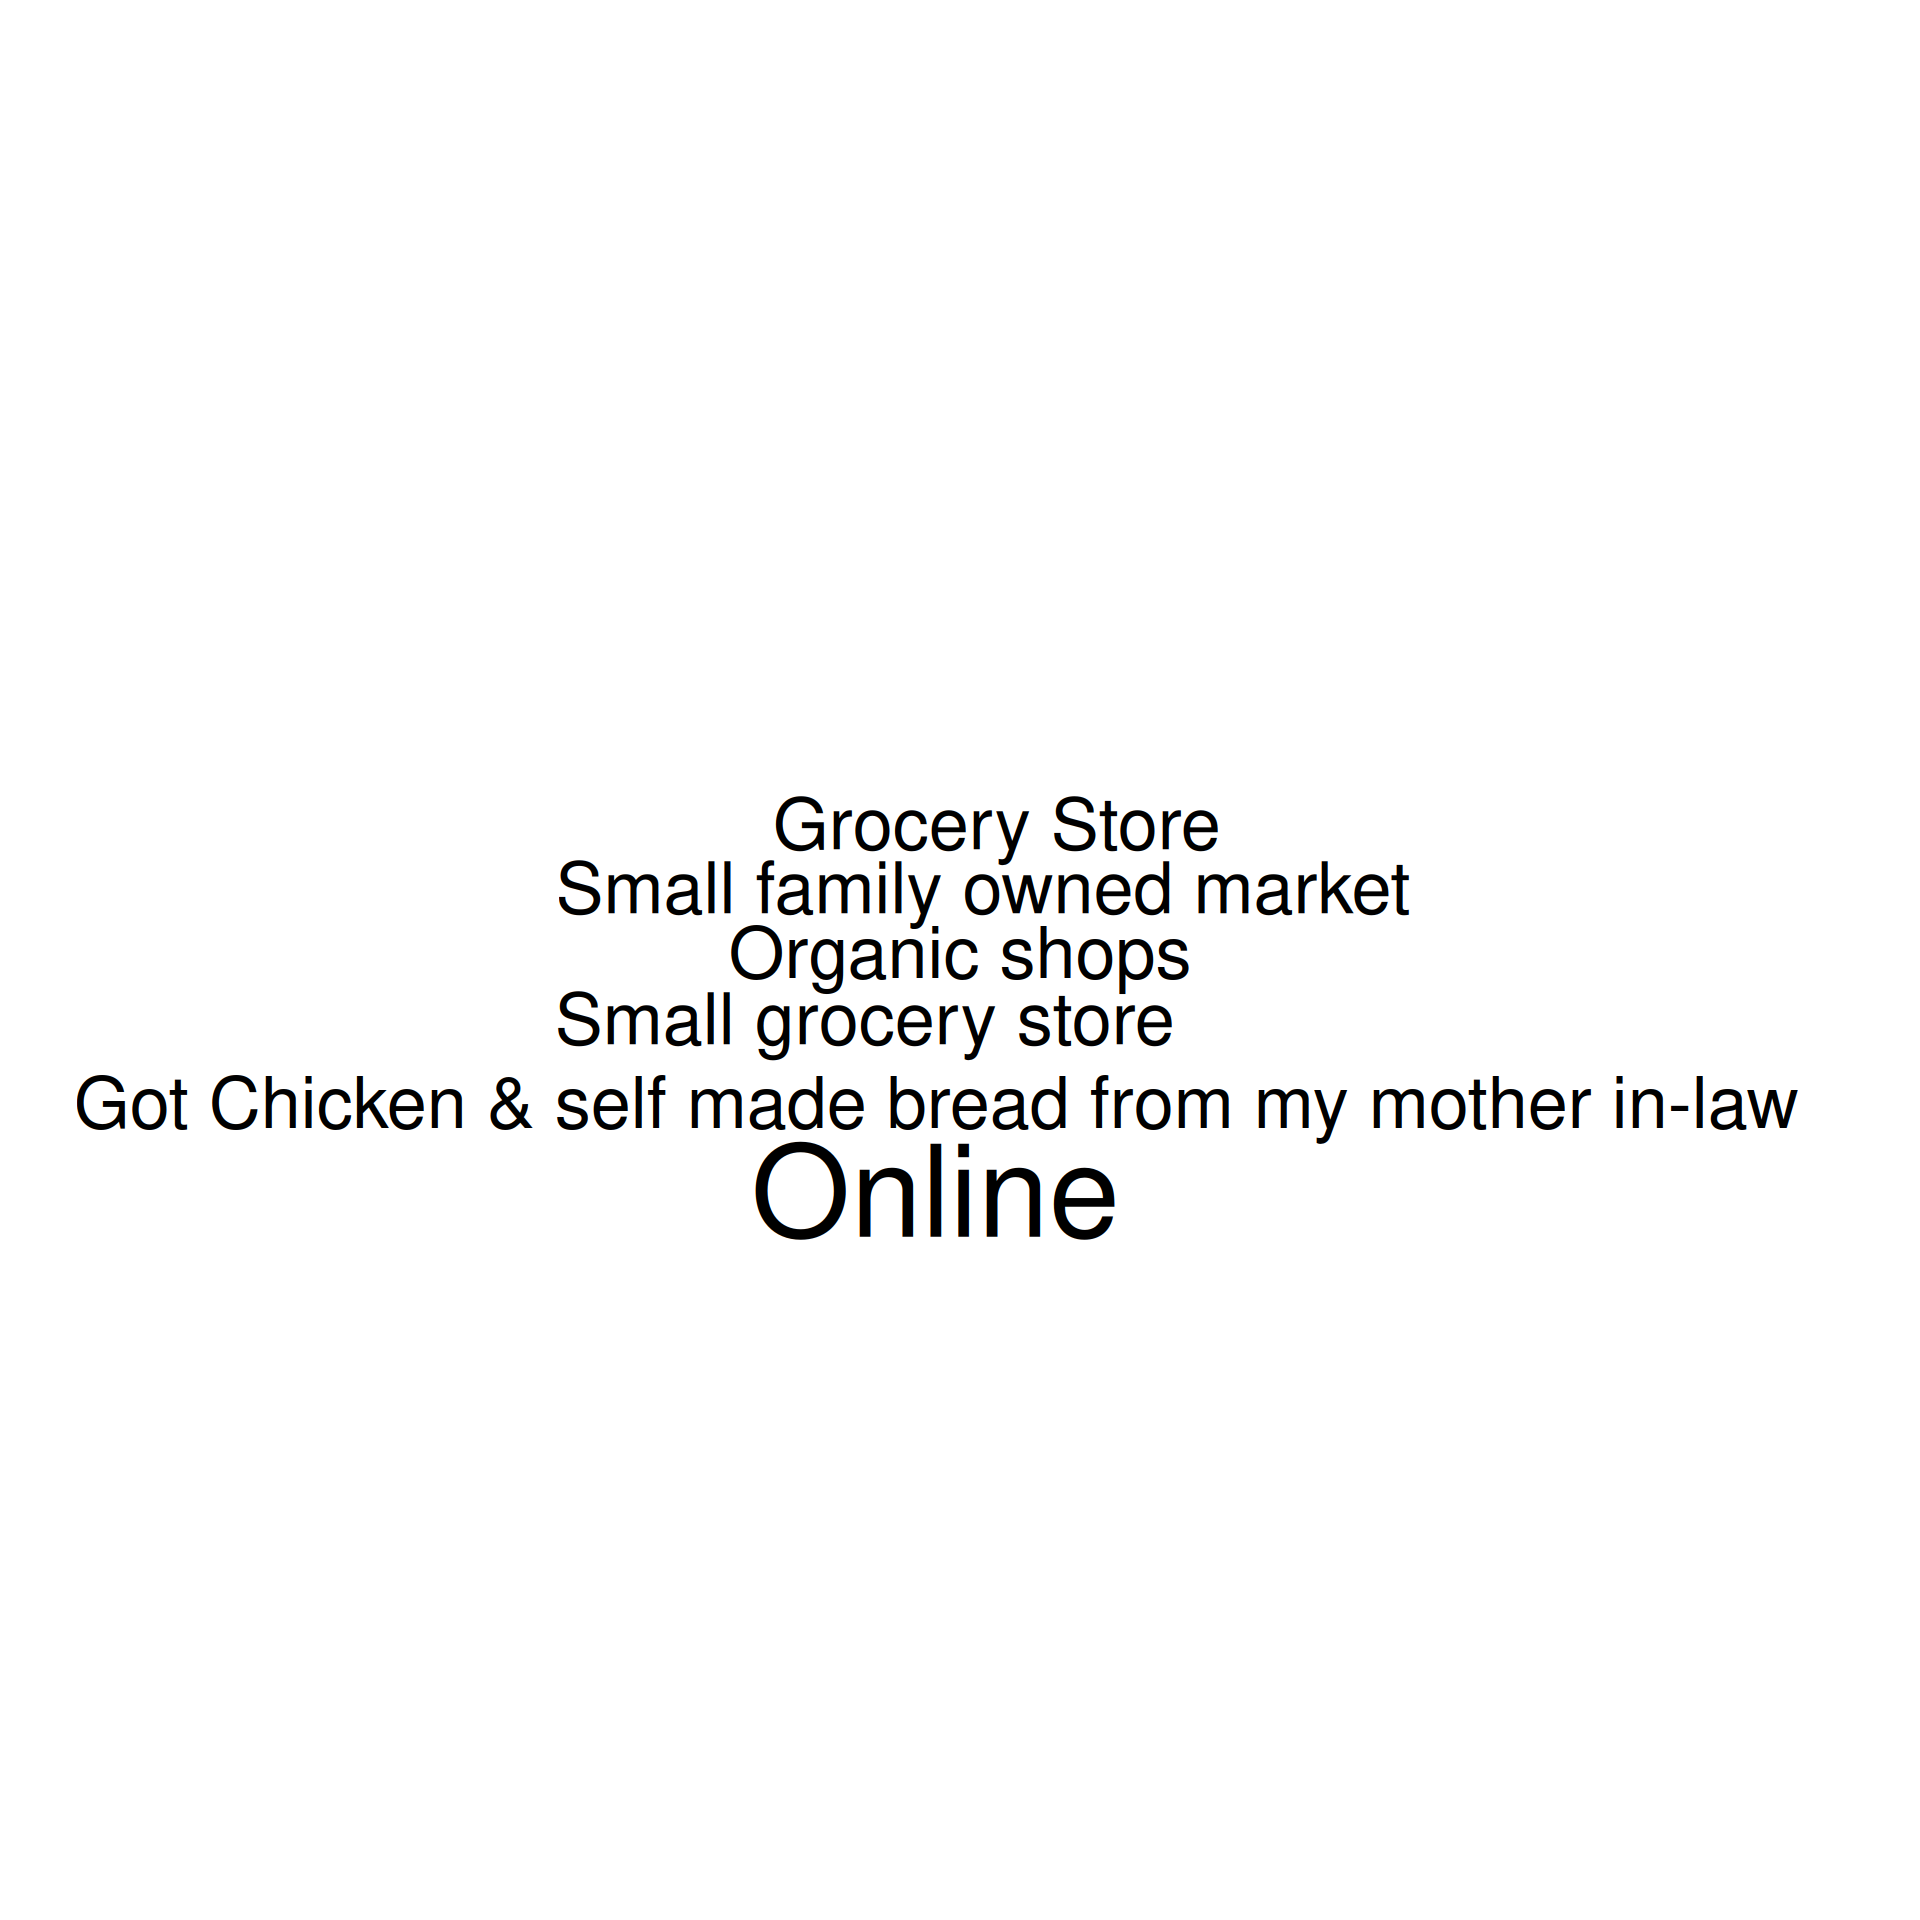 Grocery Store
Small family owned market
Organic shops
Small grocery store
Got Chicken & self made bread from my mother in-law
Online